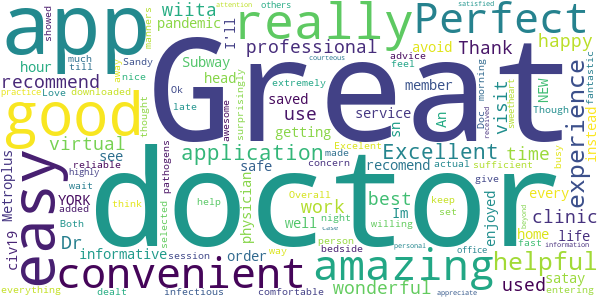 app
really
Perfect
Great
doctor
good
easy
convenient
amazing
Excellent
application
experience
helpful
wonderful
professional
recommend
virtual
visit
clinic
happy
Thank
wiita
pandemic
I'll
manners
showed
attention
others
satisfied
courteous
hour
Sandy
Subway
head
avoid
advice
feel
much
till
nice
away
Love
downloaded
practice
Ok
late
saved
use
service
member
extremely
morning
NEW
fantastic
Though
Doc
received
sweetheart
instead
surprisingly
awesome
thought
getting
sn
An
Excelent
see
safe
recomend
actual
time
sufficient
busy
every
give
reliable
highly
wait
pathogens
physician
concern
made
YORK
added
Metroplus
civ19
Both
Dr
think
selected
help
Overall
work
best
Im
well
night
willing
keep
set
enjoyed
home
life
beyond
informative
order
case
person
bedside
way
personal
office
fast
information
used
satay
session
everything
dealt
infectious
comfortable
appreciate
entering